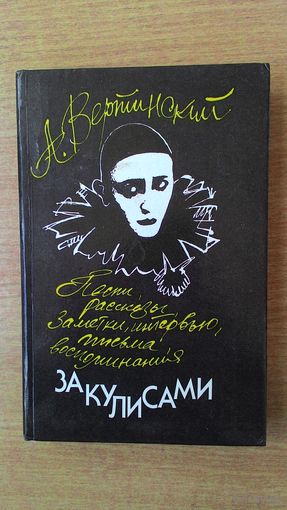 А. Вертинский
Песни,
рассказы,
Заметки, интервью,
письма
воспоминания
ЗА КУЛИСАМИ